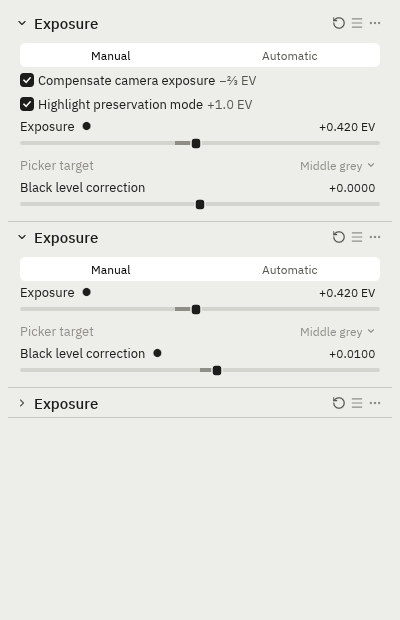 Exposure
Manual Automatic
Compensate camera exposure −⅔ EV
Highlight preservation mode +1.0 EV
Exposure +0.420 EV
Picker target Middle grey
Black level correction +0.0000
Exposure
Manual Automatic
Exposure +0.420 EV
Picker target Middle grey
Black level correction +0.0100
Exposure